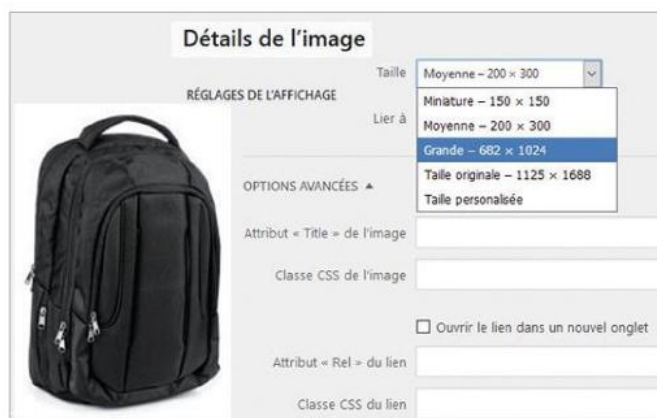 Détails de l'image
Taille
Moyenne – 200 × 300
RÉGLAGES DE L'AFFICHAGE
Miniature – 150 × 150
Lier à
Moyenne – 200 × 300
Grande – 682 × 1024
Taille originale – 1125 × 1688
OPTIONS AVANCÉES ▲
Taille personalisée
Attribut « Title » de l'image
Classe CSS de l'image
Ouvrir le lien dans un nouvel onglet
Attribut « Rel » du lien
Classe CSS du lien